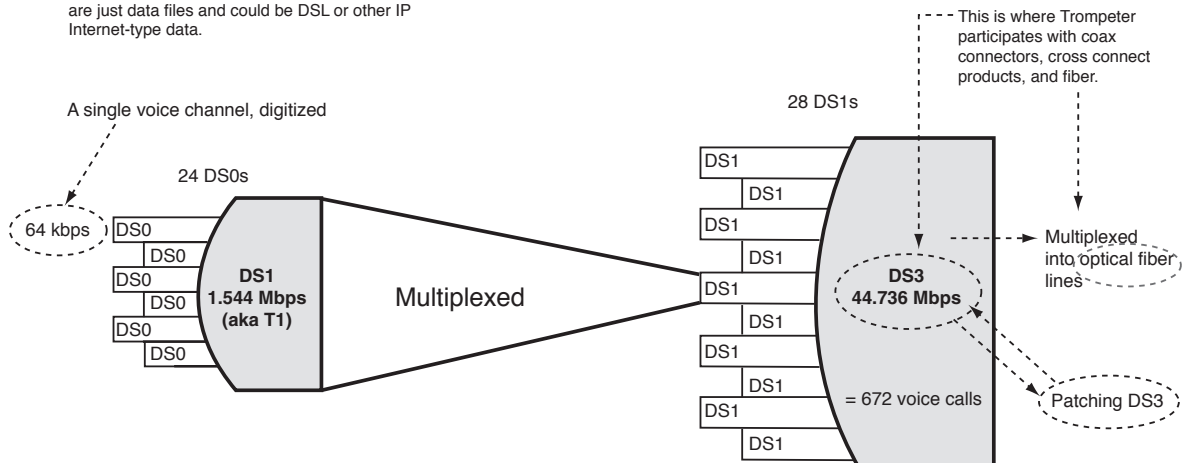 are just data files and could be DSL or other IP
Internet-type data.
This is where Trompeter
participates with coax
connectors, cross connect
products, and fiber.
A single voice channel, digitized
28 DS1s
24 DS0s
64 kbps
DS0
DS0
DS0
DS0
DS0
DS0
DS1
1.544 Mbps
(aka T1)
Multiplexed
DS1
DS1
DS1
DS1
DS1
DS1
DS1
DS1
DS1
DS1
DS3
44.736 Mbps
= 672 voice calls
Multiplexed
into optical fiber
lines
Patching DS3